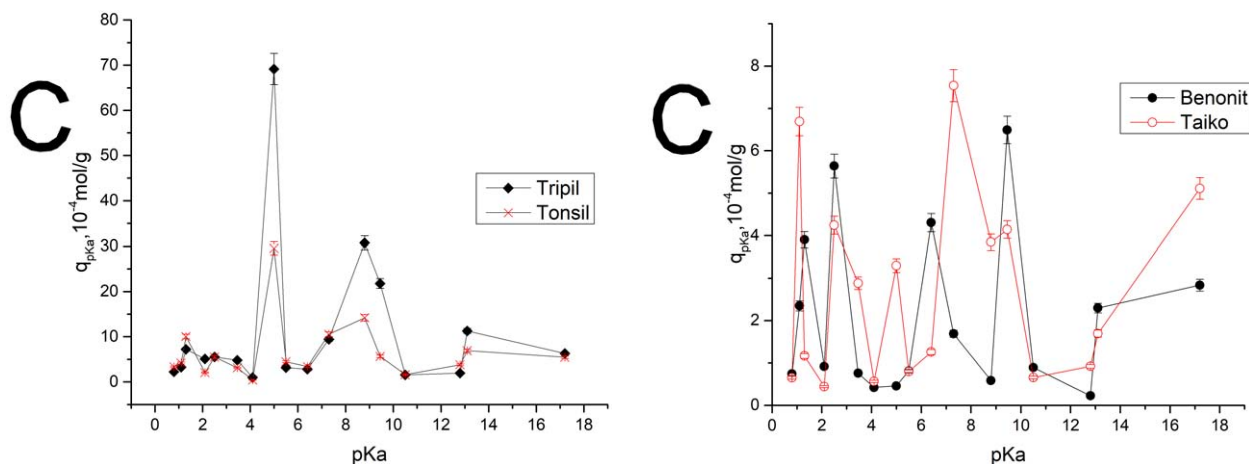 C
80
70
60
50
40
30
20
10
0
q_pKa, 10⁻⁴mol/g
Tripil
Tonsil
0 2 4 6 8 10 12 14 16 18
pKa
C
8
6
4
2
0
q_pKa, 10⁻⁴mol/g
Benonit
Taiko
0 2 4 6 8 10 12 14 16 18
pKa